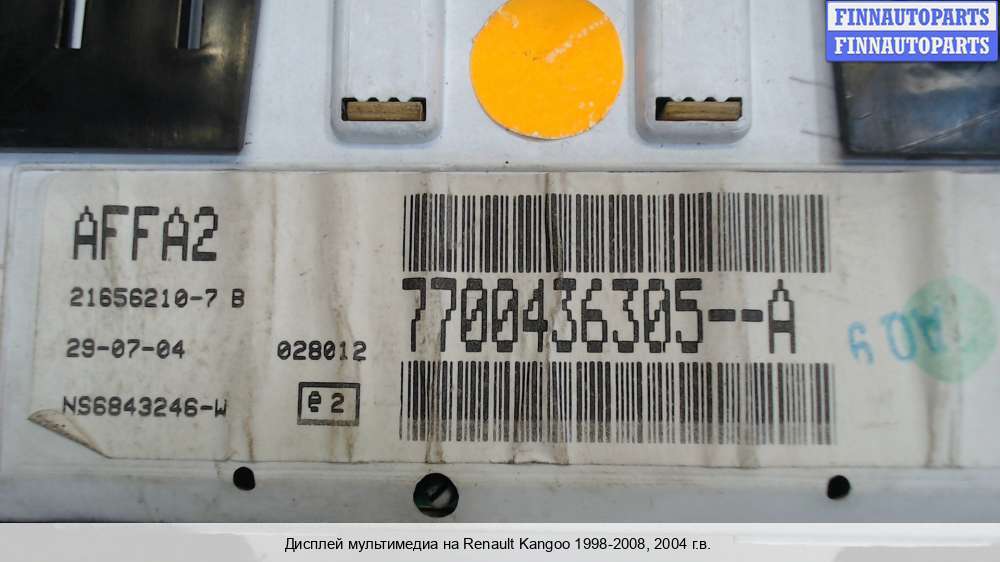 FINNAUTOPARTS
FINNAUTOPARTS
AFFA2
21656210-7 B
7700436305--A
29-07-04
028012
NS6843246-W
e 2
Дисплей мультимедиа на Renault Kangoo 1998-2008, 2004 г.в.